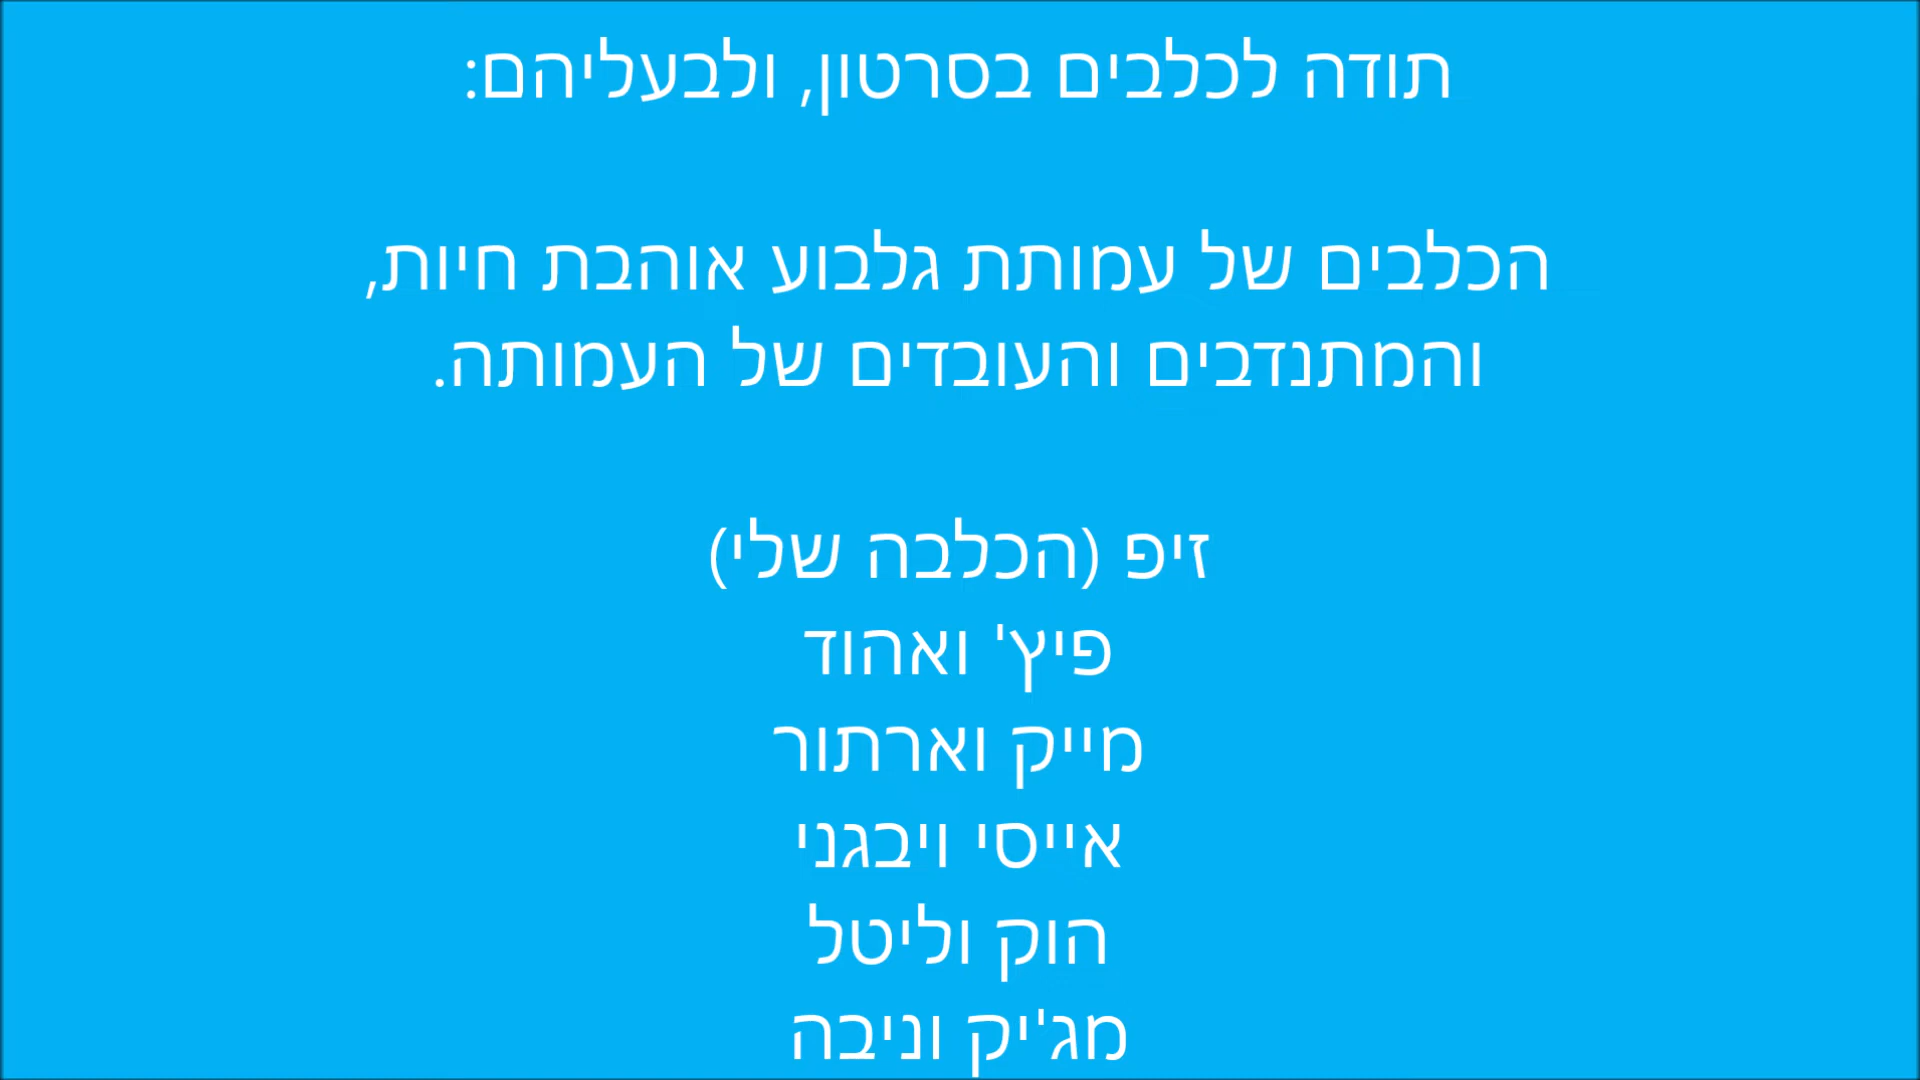 תודה לכלבים בסרטון, ולבעליהם:
הכלבים של עמותת גלבוע אוהבת חיות,
והמתנדבים והעובדים של העמותה.
זיפ (הכלבה שלי)
פיץ' ואהוד
מייק וארתור
אייסי ויבגני
הוק וליטל
מג'יק וניבה